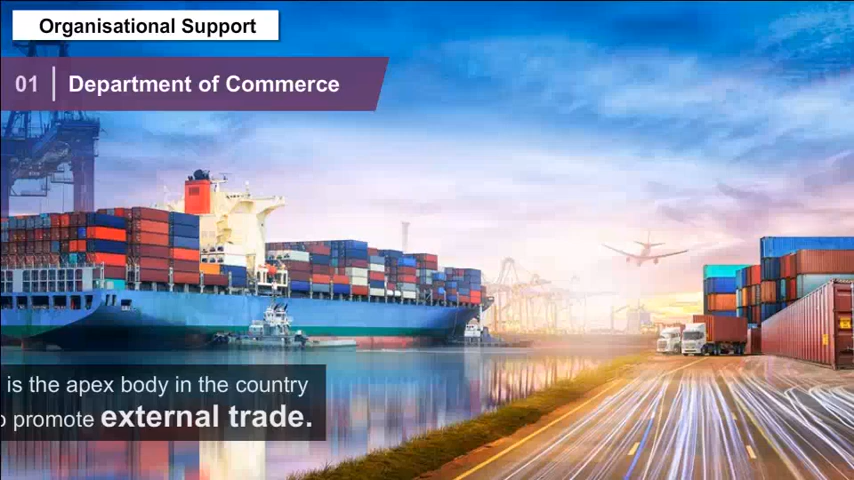 Organisational Support
01 Department of Commerce
is the apex body in the country
promote external trade.